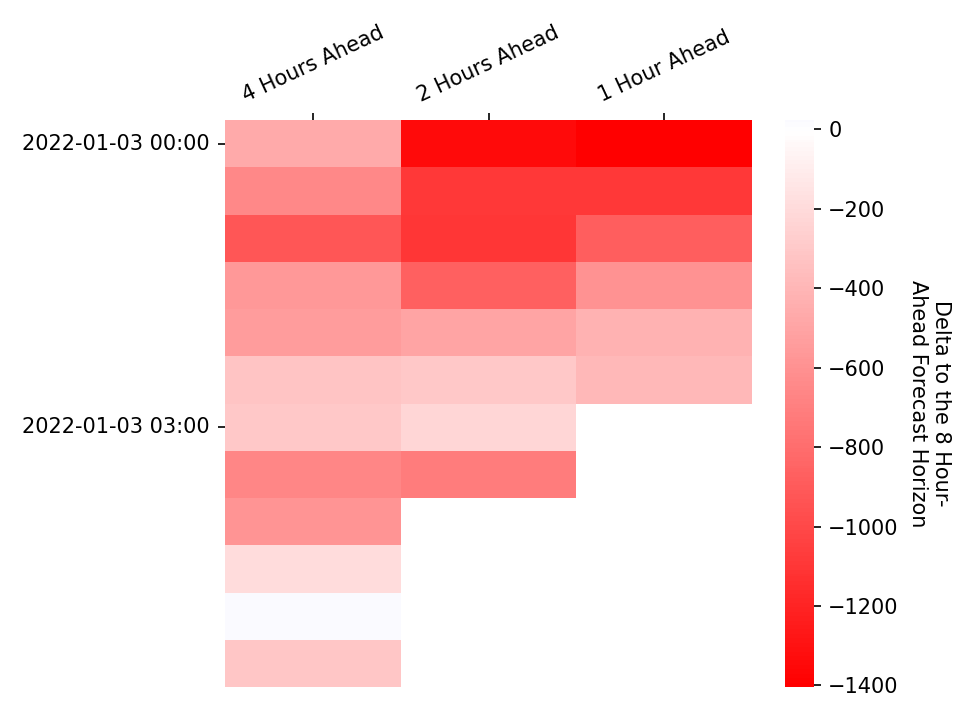 4 Hours Ahead
2 Hours Ahead
1 Hour Ahead
2022-01-03 00:00
2022-01-03 03:00
0
−200
−400
−600
−800
−1000
−1200
−1400
Delta to the 8 Hour-
Ahead Forecast Horizon